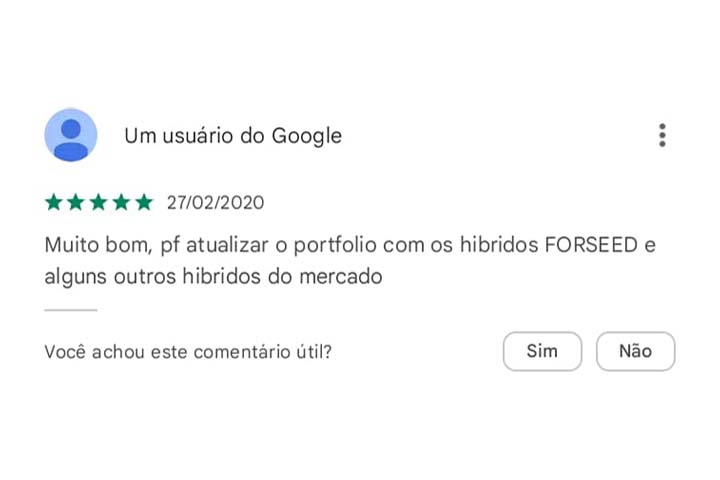 Um usuário do Google
27/02/2020
Muito bom, pf atualizar o portfolio com os hibridos FORSEED e
alguns outros hibridos do mercado
Você achou este comentário útil?
Sim
Não